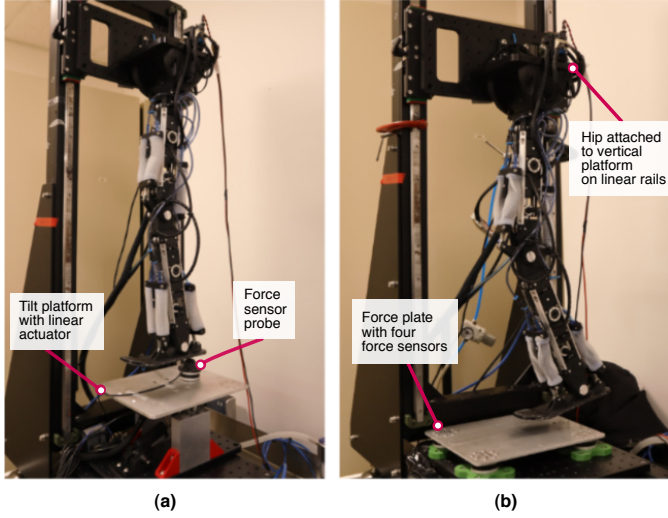 Tilt platform
with linear
actuator
Force
sensor
probe
(a)
Hip attached
to vertical
platform
on linear rails
Force plate
with four
force sensors
(b)